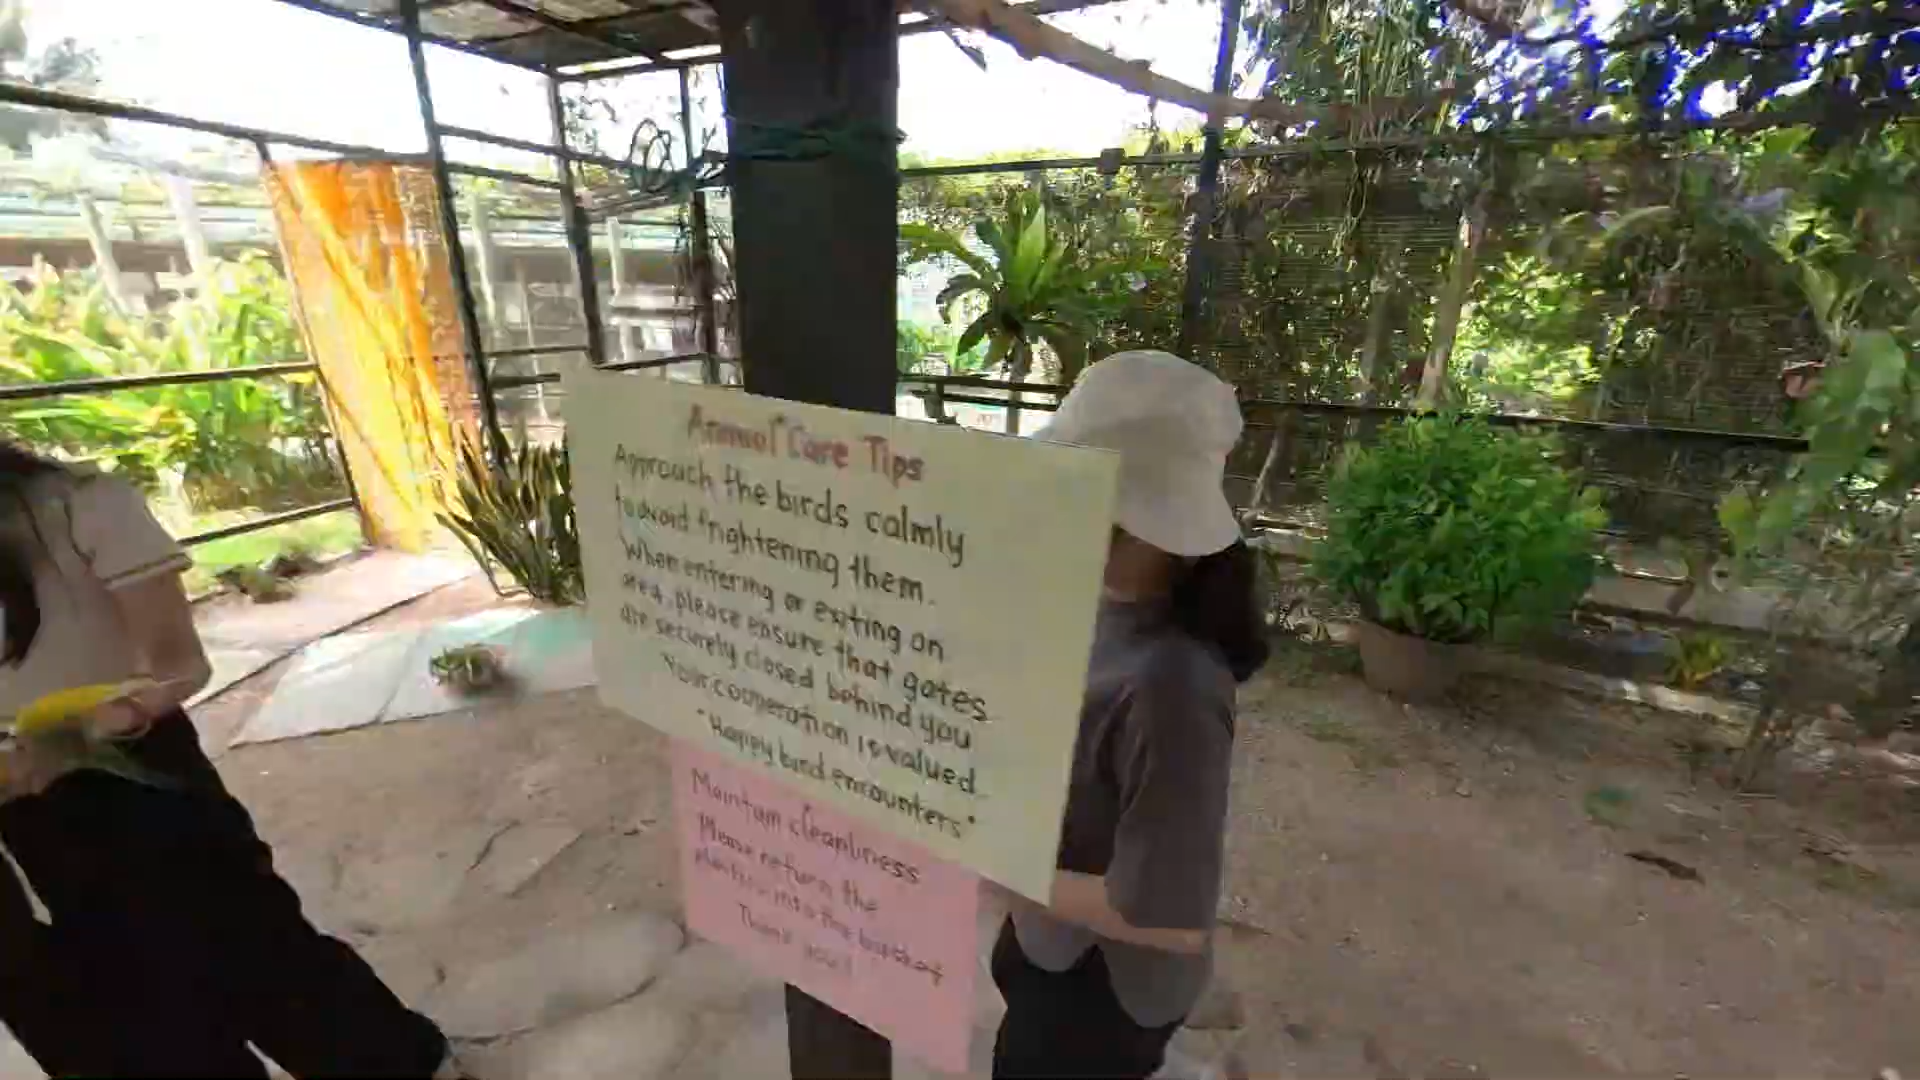 Animal Care Tips
Approach the birds calmly
to avoid frightening them.
When entering or exiting an
area, please ensure that gates
are securely closed behind you
Your cooperation is valued.
"Happy bird encounters"
Maintain cleanliness
Please return the
into the basket
Thank you!